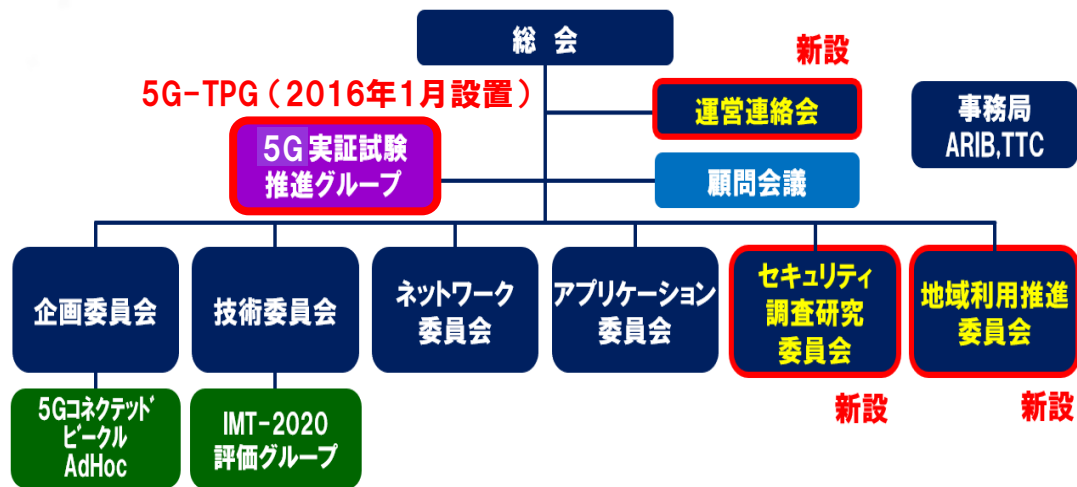 総 会
新設
5G-TPG（2016年1月設置）
運営連絡会
事務局
ARIB,TTC
5G 実証試験
推進グループ
顧問会議
企画委員会
技術委員会
ネットワーク
委員会
アプリケーション
委員会
セキュリティ
調査研究
委員会
地域利用推進
委員会
5Gコネクテッド
ビークル
AdHoc
IMT-2020
評価グループ
新設
新設